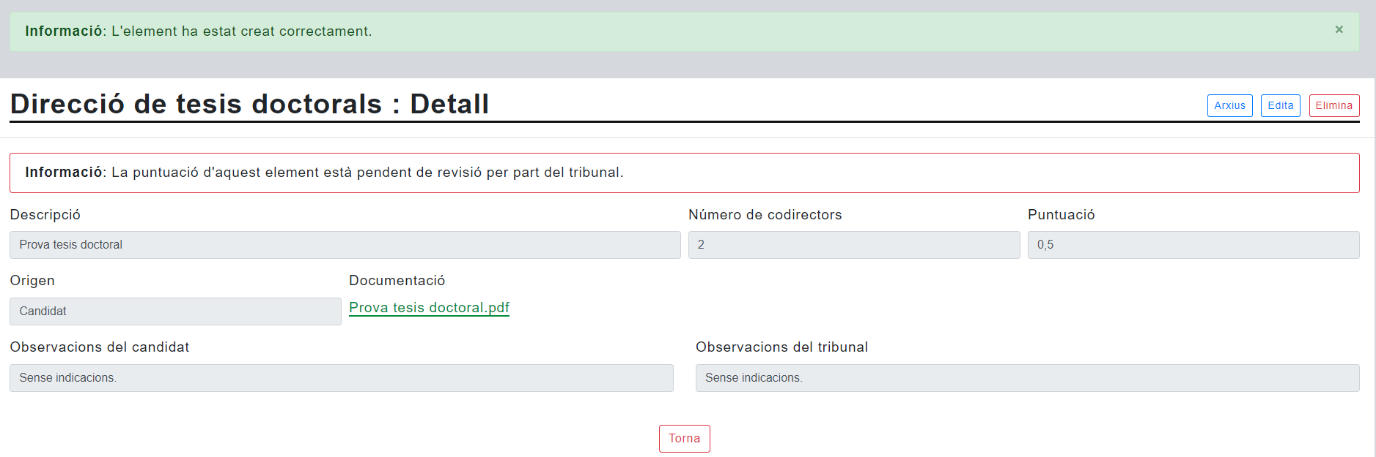 Informació: L'element ha estat creat correctament. ×
Direcció de tesis doctorals : Detall
Arxius Edita Elimina
Informació: La puntuació d'aquest element està pendent de revisió per part del tribunal.
Descripció Número de codirectors Puntuació
Prova tesis doctoral 2 0,5
Origen Documentació
Candidat Prova tesis doctoral.pdf
Observacions del candidat Observacions del tribunal
Sense indicacions. Sense indicacions.
Torna